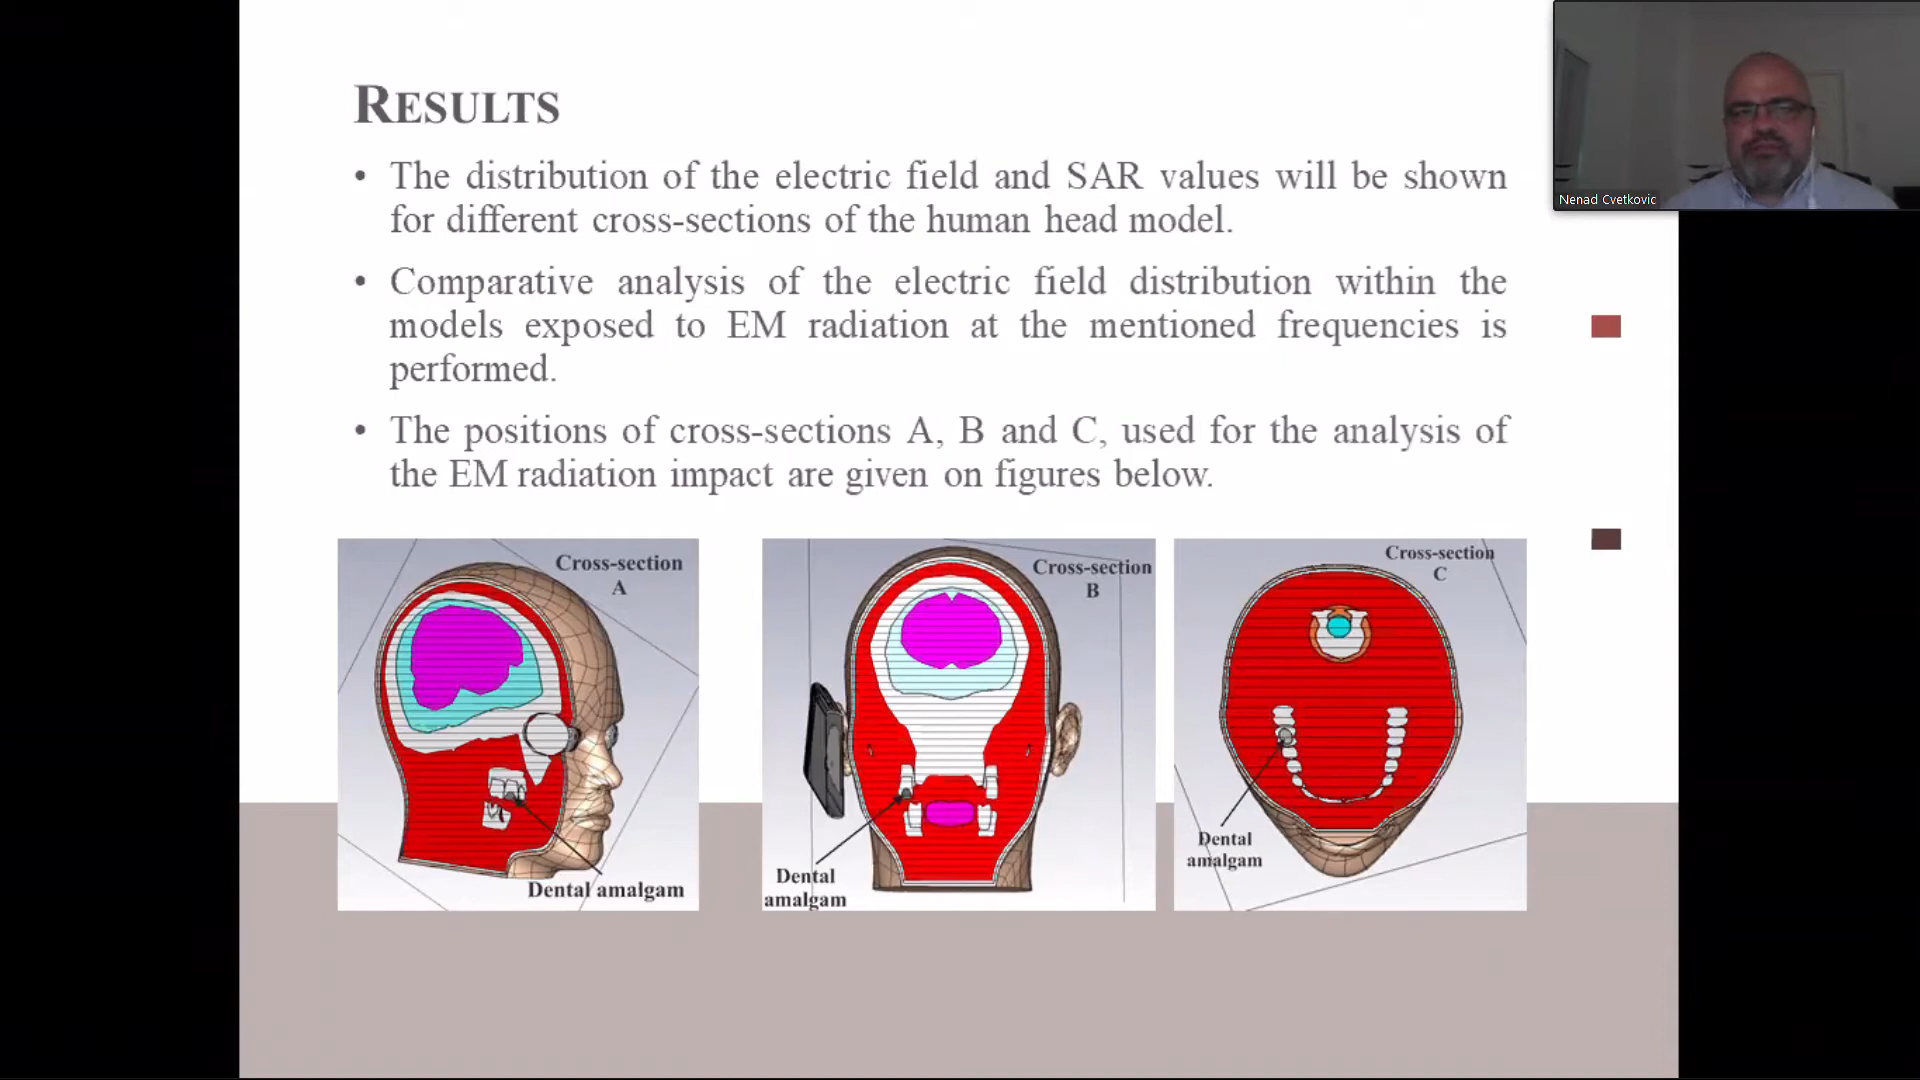 RESULTS
• The distribution of the electric field and SAR values will be shown
for different cross-sections of the human head model.
• Comparative analysis of the electric field distribution within the
models exposed to EM radiation at the mentioned frequencies is
performed.
• The positions of cross-sections A, B and C, used for the analysis of
the EM radiation impact are given on figures below.
Cross-section
A
Dental amalgam
Cross-section
B
Dental
amalgam
Cross-section
C
Dental
amalgam
Nenad Cvetkovic